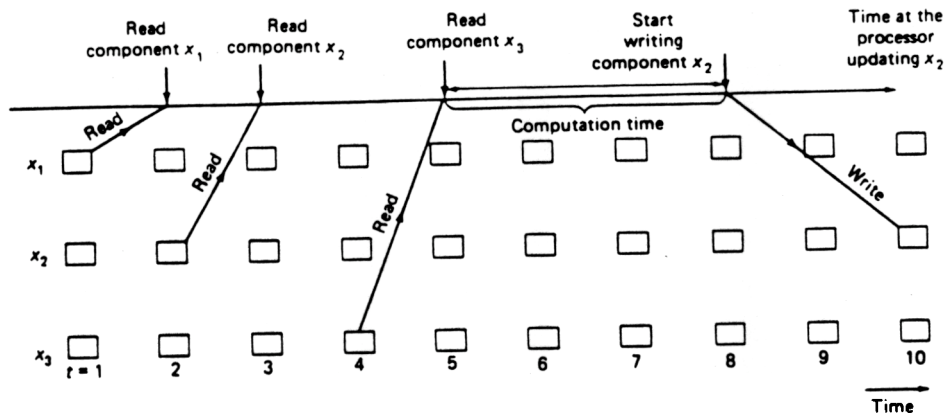 Read
component x₁
Read
component x₂
Read
component x₃
Start
writing
component x₂
Time at the
processor
updating x₂
Computation time
Read
Read
Read
Write
x₁
x₂
x₃
t = 1 2 3 4 5 6 7 8 9 10
Time